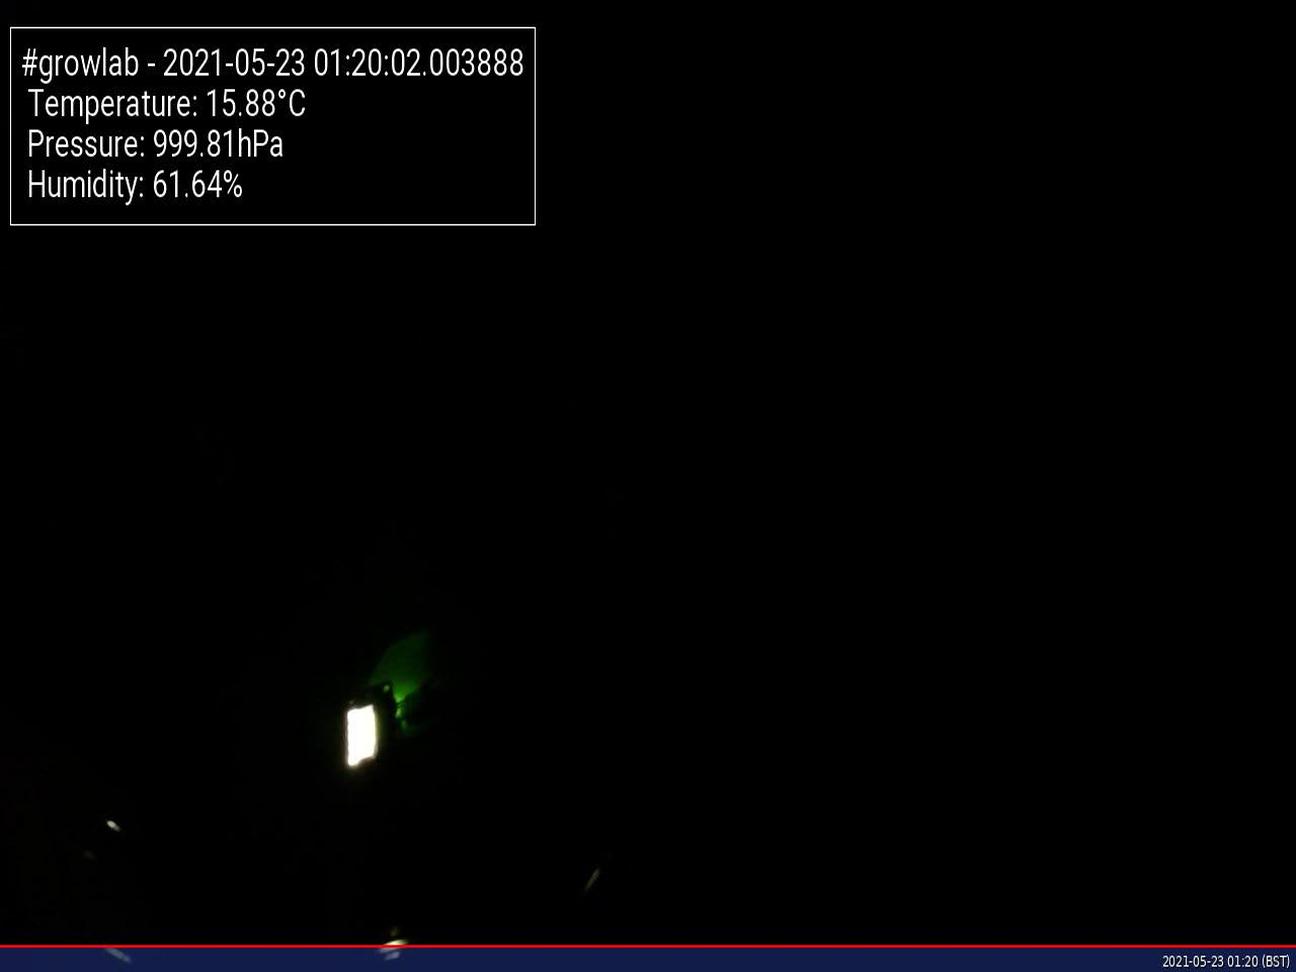 #growlab - 2021-05-23 01:20:02.003888
Temperature: 15.88°C
Pressure: 999.81hPa
Humidity: 61.64%
2021-05-23 01:20 (BST)